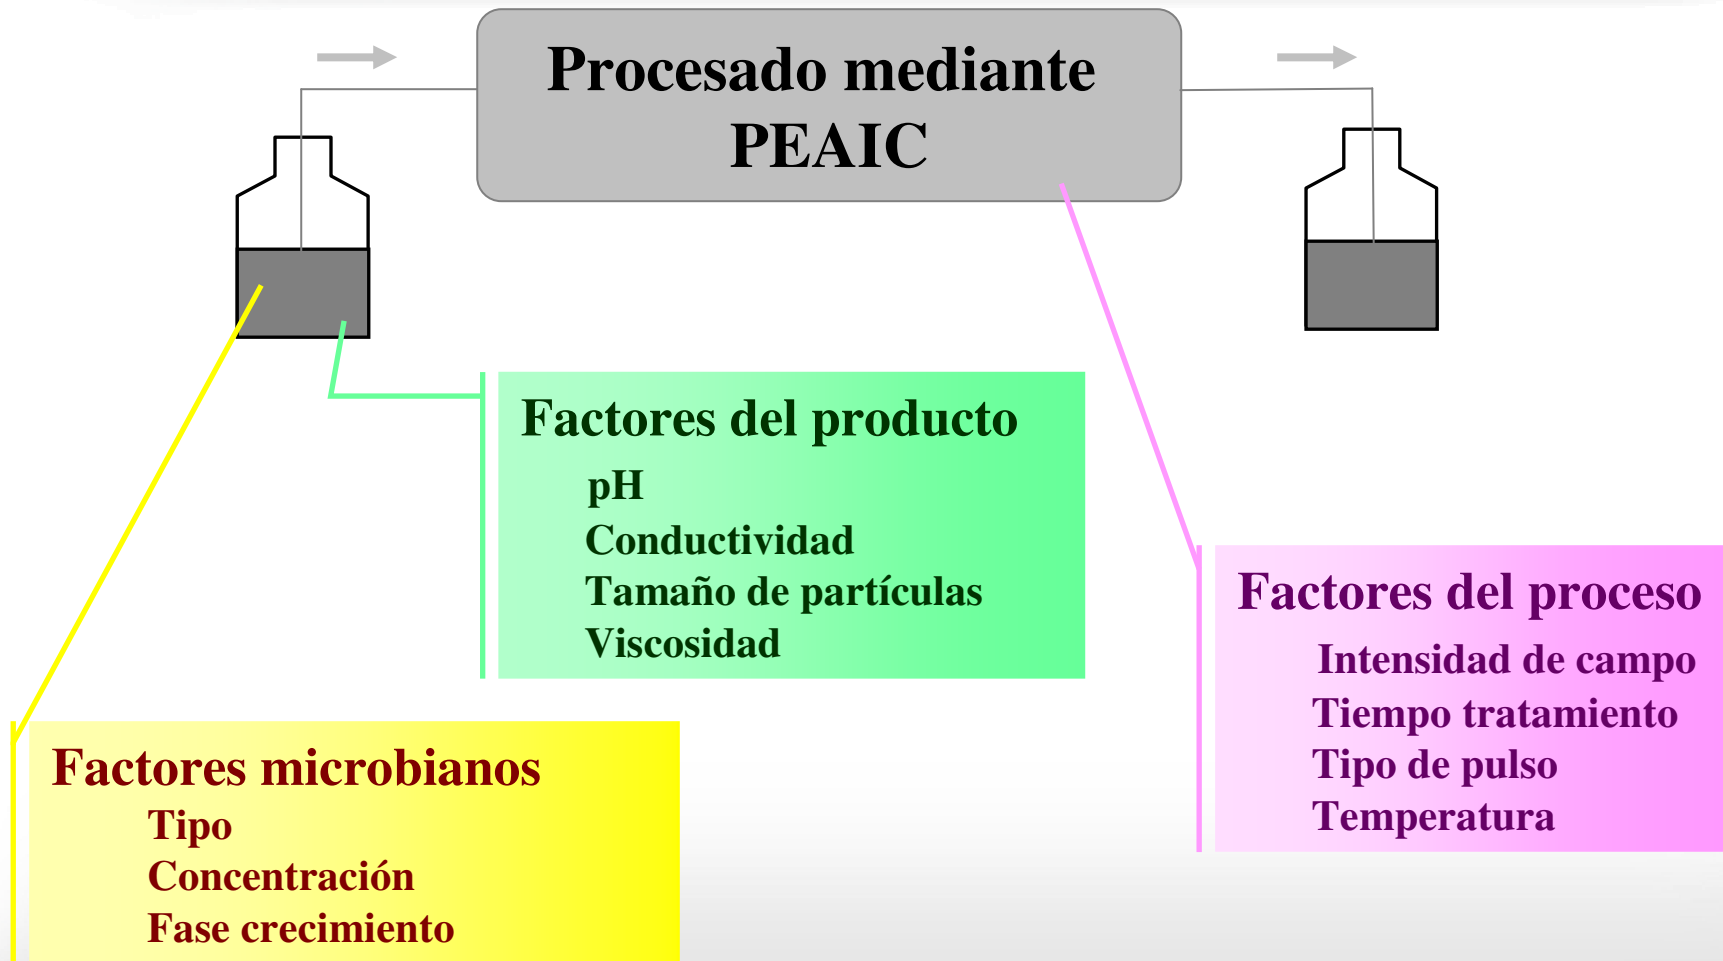 Procesado mediante
PEAIC
Factores del producto
pH
Conductividad
Tamaño de partículas
Viscosidad
Factores del proceso
Intensidad de campo
Tiempo tratamiento
Tipo de pulso
Temperatura
Factores microbianos
Tipo
Concentración
Fase crecimiento